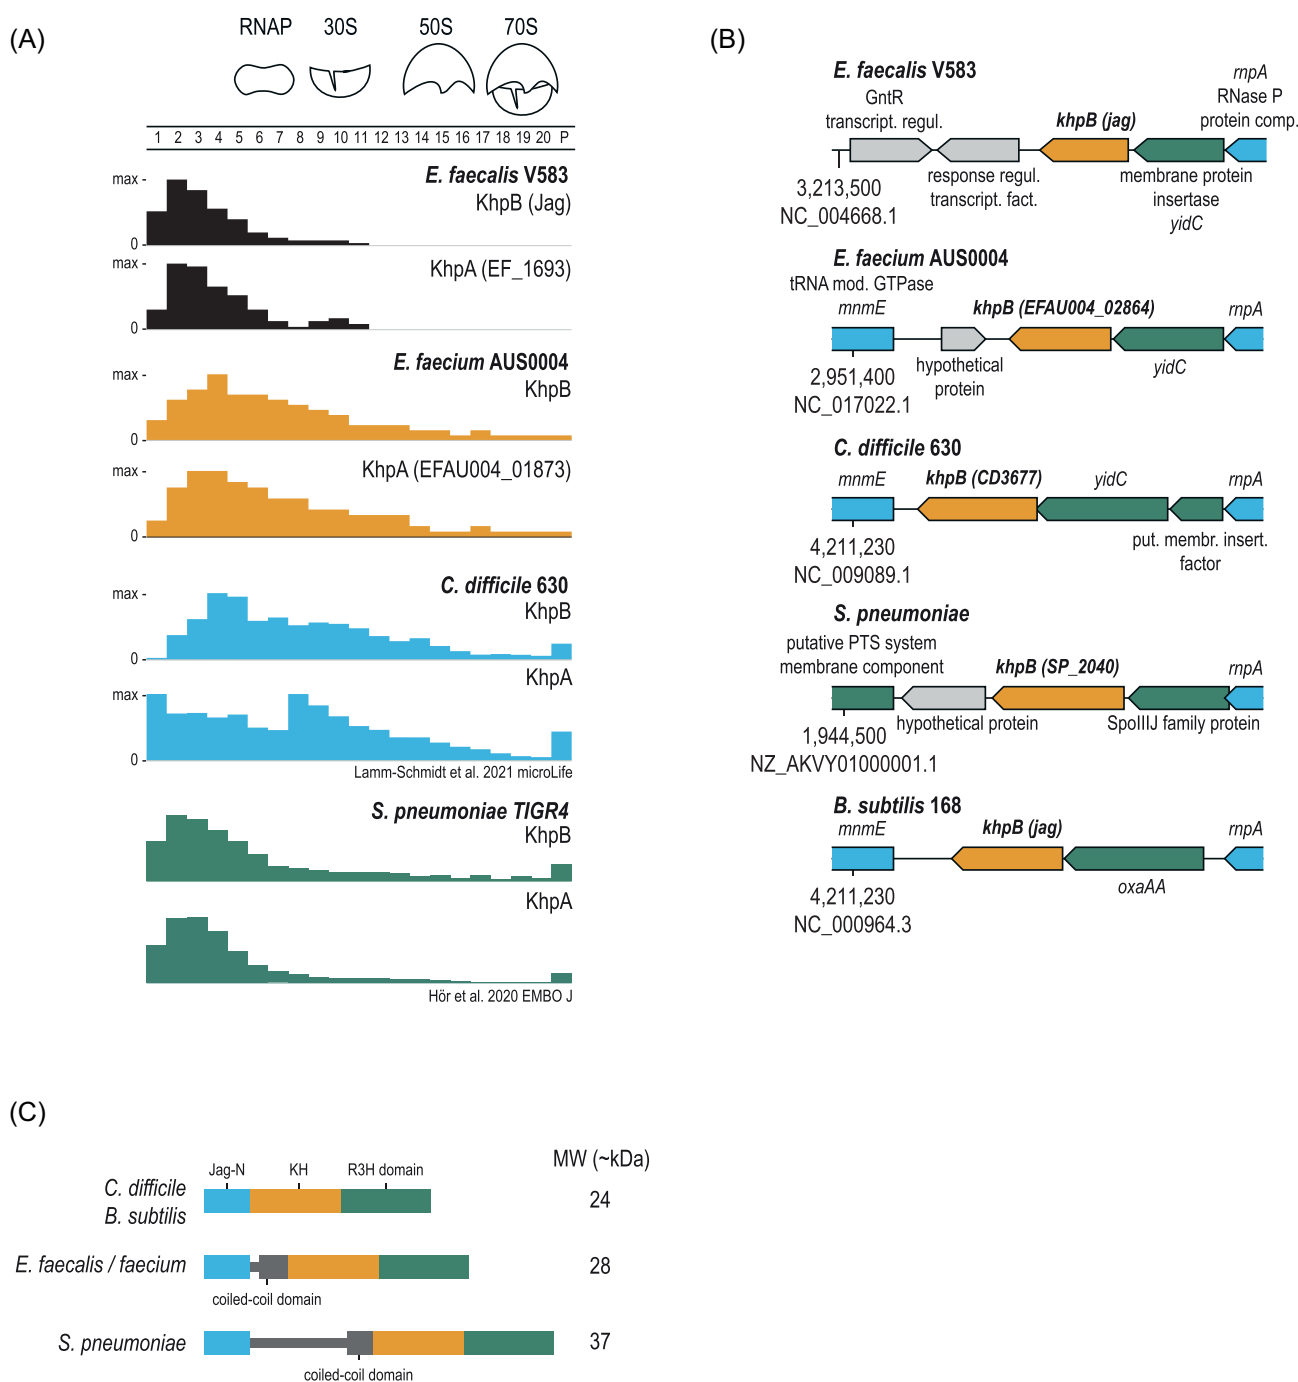 (A)
RNAP 30S 50S 70S
1 2 3 4 5 6 7 8 9 10 11 12 13 14 15 16 17 18 19 20 P
E. faecalis V583
max
KhpB (Jag)
0
max
KhpA (EF_1693)
0
E. faecium AUS0004
max
KhpB
0
max
KhpA (EFAU004_01873)
0
C. difficile 630
max
KhpB
0
KhpA
max
0
Lamm-Schmidt et al. 2021 microLife
S. pneumoniae TIGR4
KhpB
KhpA
Hör et al. 2020 EMBO J
(B)
E. faecalis V583
GntR
transcript. regul.
khpB (jag)
rnpA
RNase P
protein comp.
response regul.
transcript. fact.
membrane protein
insertase
yidC
3,213,500
NC_004668.1
E. faecium AUS0004
tRNA mod. GTPase
mnmE khpB (EFAU004_02864) rnpA
hypothetical
protein
yidC
2,951,400
NC_017022.1
C. difficile 630
mnmE khpB (CD3677) yidC rnpA
put. membr. insert.
factor
4,211,230
NC_009089.1
S. pneumoniae
putative PTS system
membrane component
khpB (SP_2040) rnpA
hypothetical protein SpoIIIJ family protein
1,944,500
NZ_AKVY01000001.1
B. subtilis 168
mnmE khpB (jag) rnpA
oxaAA
4,211,230
NC_000964.3
(C)
MW (~kDa)
Jag-N KH R3H domain
C. difficile
B. subtilis
24
E. faecalis / faecium 28
coiled-coil domain
S. pneumoniae 37
coiled-coil domain